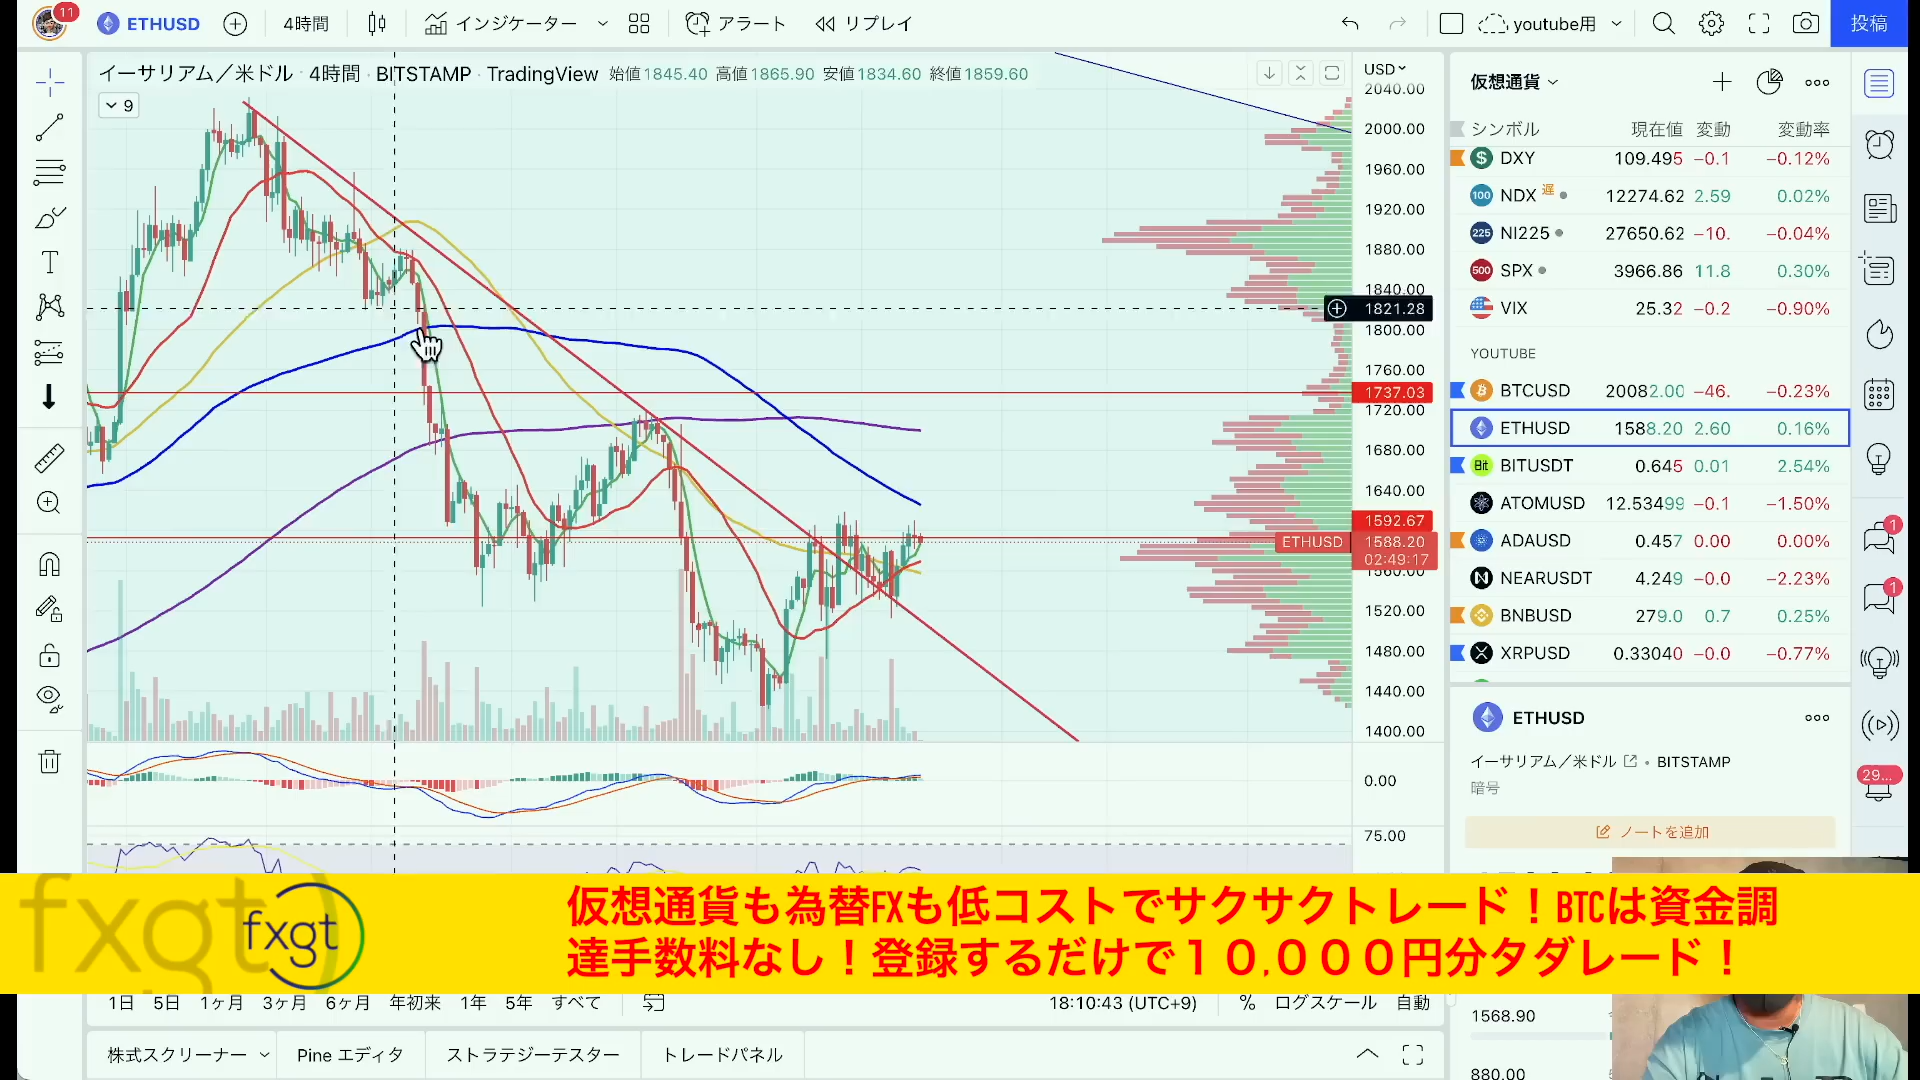 11
ETHUSD
4時間
インジケーター
アラート
リプレイ
youtube用
投稿
イーサリアム／米ドル · 4時間 · BITSTAMP · TradingView 始値1845.40 高値1865.90 安値1834.60 終値1859.60
9
USD
2040.00
2000.00
1960.00
1920.00
1880.00
1840.00
1821.28
1800.00
1760.00
1737.03
1720.00
1680.00
1640.00
1592.67
ETHUSD 1588.20
02:49:17
1560.00
1520.00
1480.00
1440.00
1400.00
0.00
75.00
仮想通貨
シンボル 現在値 変動 変動率
DXY 109.495 −0.1 −0.12%
NDX 遅 12274.62 2.59 0.02%
NI225 27650.62 −10. −0.04%
SPX 3966.86 11.8 0.30%
VIX 25.32 −0.2 −0.90%
YOUTUBE
BTCUSD 20082.00 −46. −0.23%
ETHUSD 1588.20 2.60 0.16%
BITUSDT 0.645 0.01 2.54%
ATOMUSD 12.53499 −0.1 −1.50%
ADAUSD 0.457 0.00 0.00%
NEARUSDT 4.249 −0.0 −2.23%
BNBUSD 279.0 0.7 0.25%
XRPUSD 0.33040 −0.0 −0.77%
ETHUSD
イーサリアム／米ドル • BITSTAMP
暗号
ノートを追加
1
1
29...
fxgt
fxgt
仮想通貨も為替FXも低コストでサクサクトレード！BTCは資金調
達手数料なし！登録するだけで１０,０００円分タダレード！
1日 5日 1ヶ月 3ヶ月 6ヶ月 年初来 1年 5年 すべて
18:10:43 (UTC+9) % ログスケール 自動
1568.90
株式スクリーナー Pine エディタ ストラテジーテスター トレードパネル
880.00